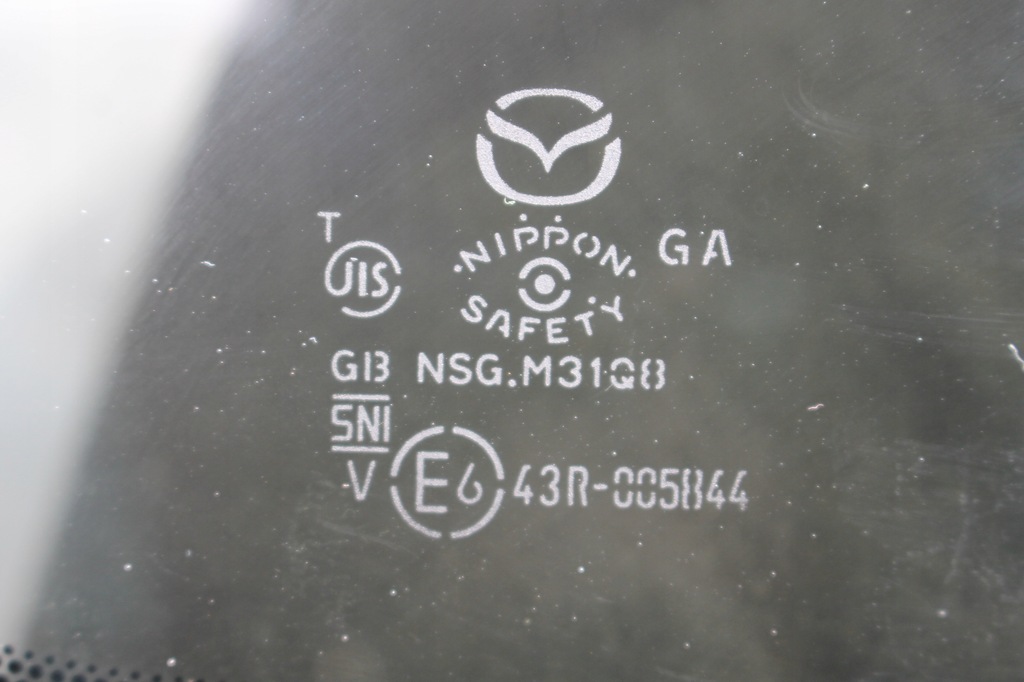 T
JIS
NIPPON
SAFETY
GA
GB NSG.M31Q8
SNI
V E6 43R-005844